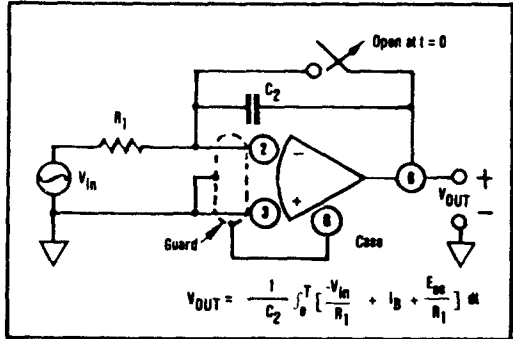 Open at t = 0
C2
R1
2
−
Vin
6
+
VOUT
−
+
3
8
Guard
Case
VOUT = 1/C2 ∫oT [-Vin/R1 + IB + Eos/R1] dt